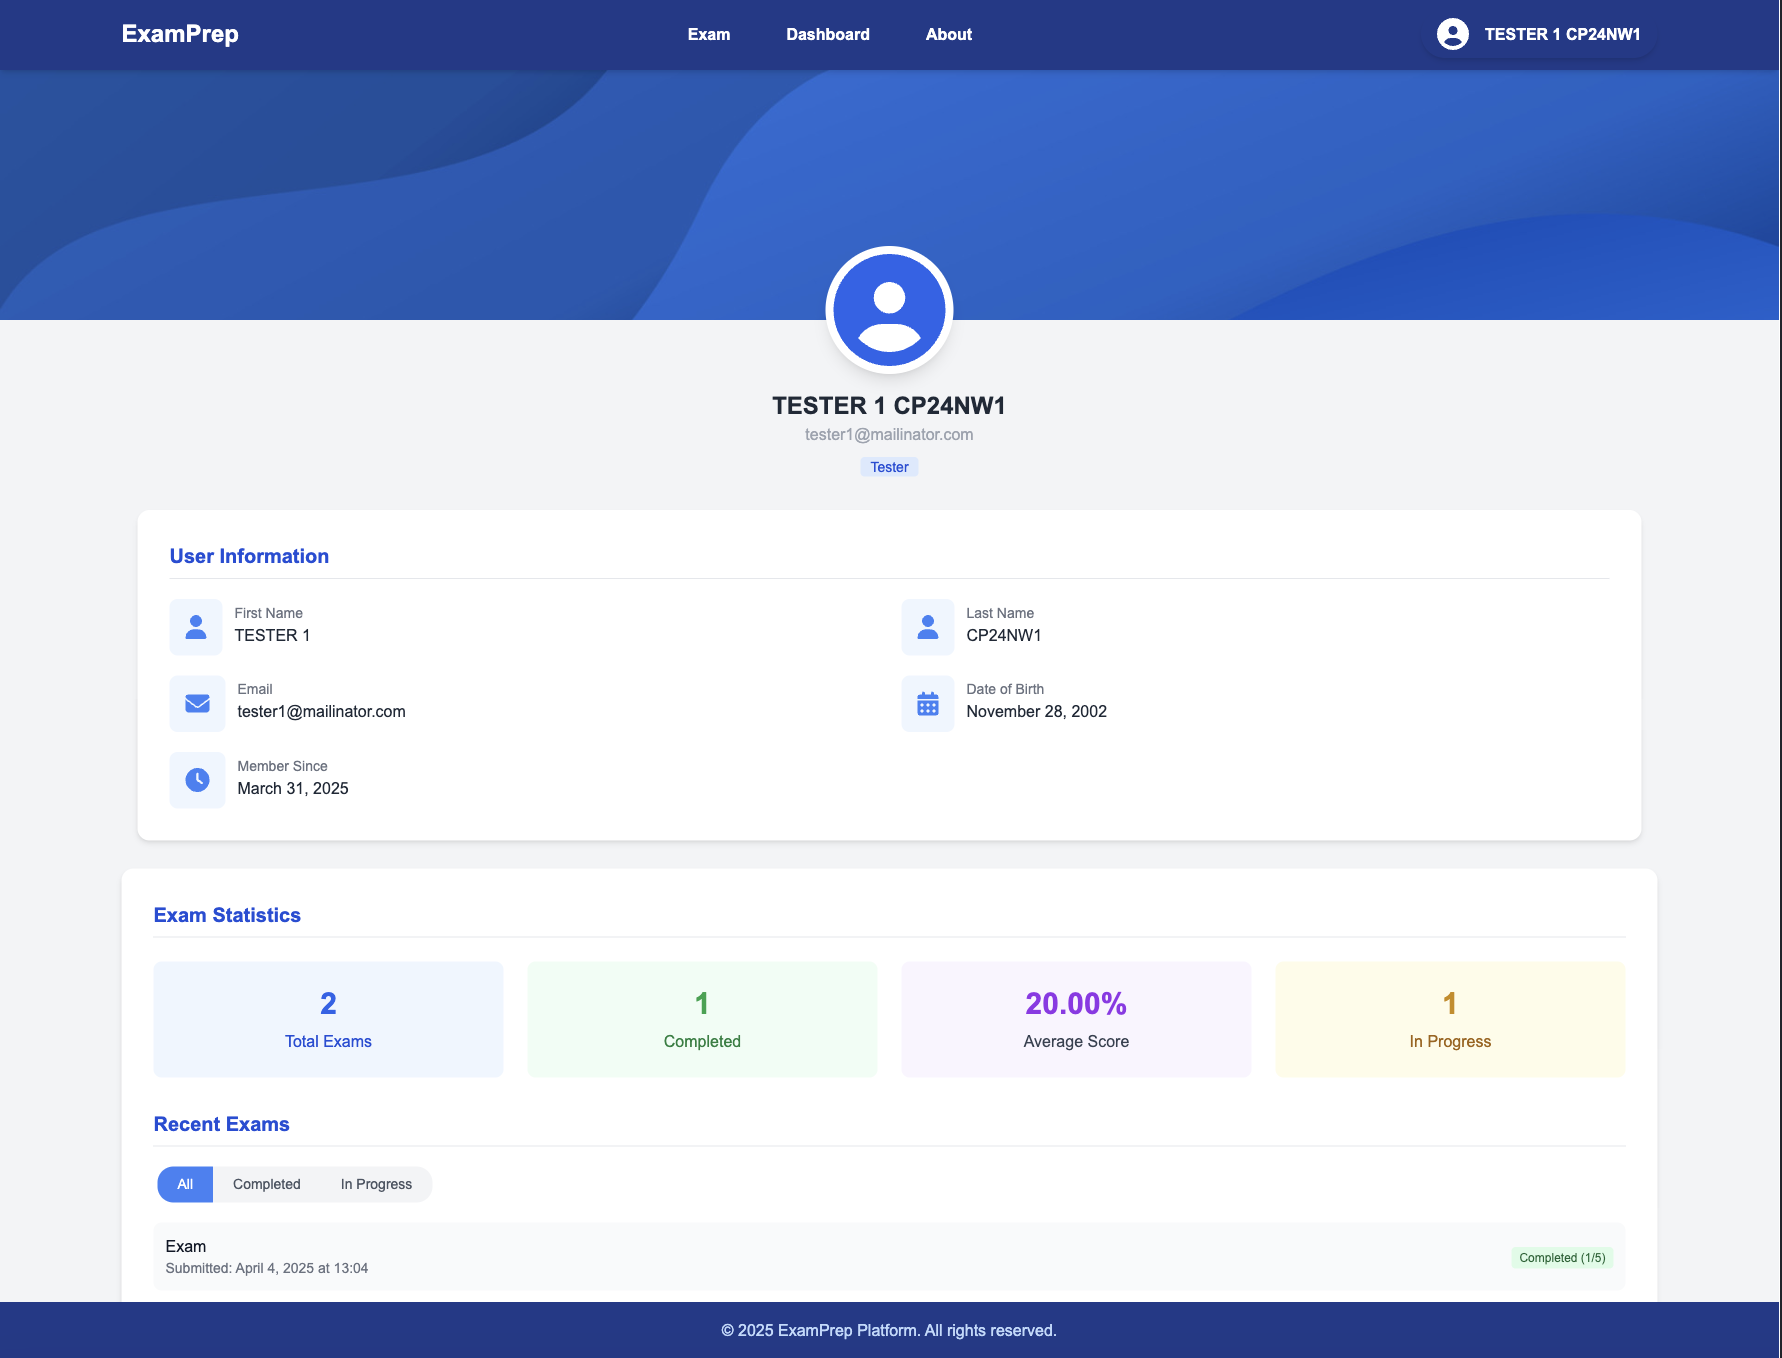 ExamPrep
Exam Dashboard About
TESTER 1 CP24NW1
TESTER 1 CP24NW1
tester1@mailinator.com
Tester
User Information
First Name
TESTER 1
Last Name
CP24NW1
Email
tester1@mailinator.com
Date of Birth
November 28, 2002
Member Since
March 31, 2025
Exam Statistics
2
Total Exams
1
Completed
20.00%
Average Score
1
In Progress
Recent Exams
All Completed In Progress
Exam
Submitted: April 4, 2025 at 13:04
Completed (1/5)
© 2025 ExamPrep Platform. All rights reserved.